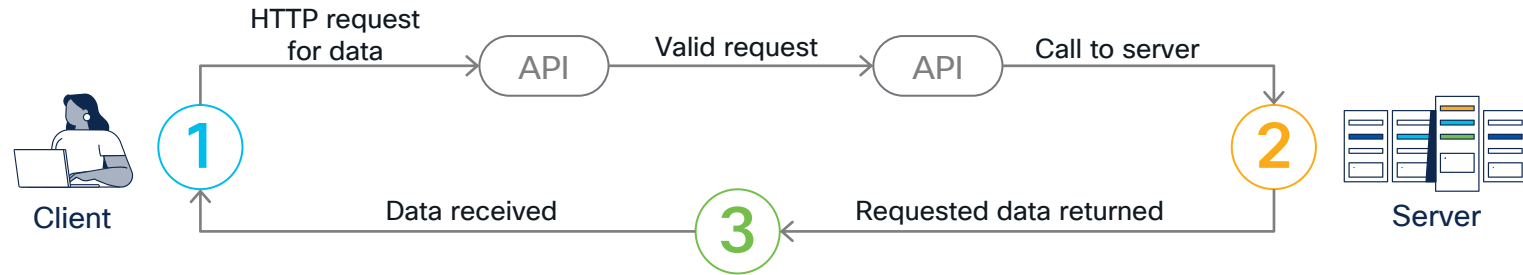 HTTP request
for data
API
Valid request
API
Call to server
1
2
Client
Server
Data received
3
Requested data returned